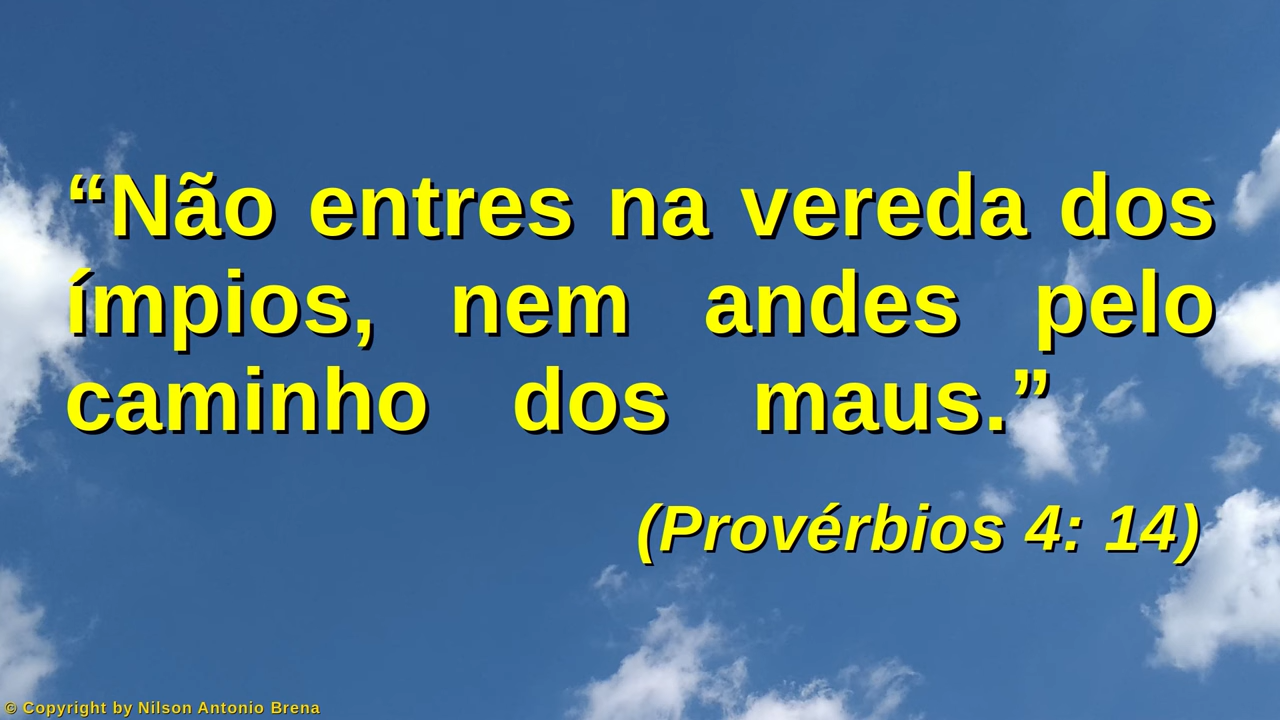 “Não entres na vereda dos
ímpios, nem andes pelo
caminho dos maus.”
(Provérbios 4: 14)
© Copyright by Nilson Antonio Brena